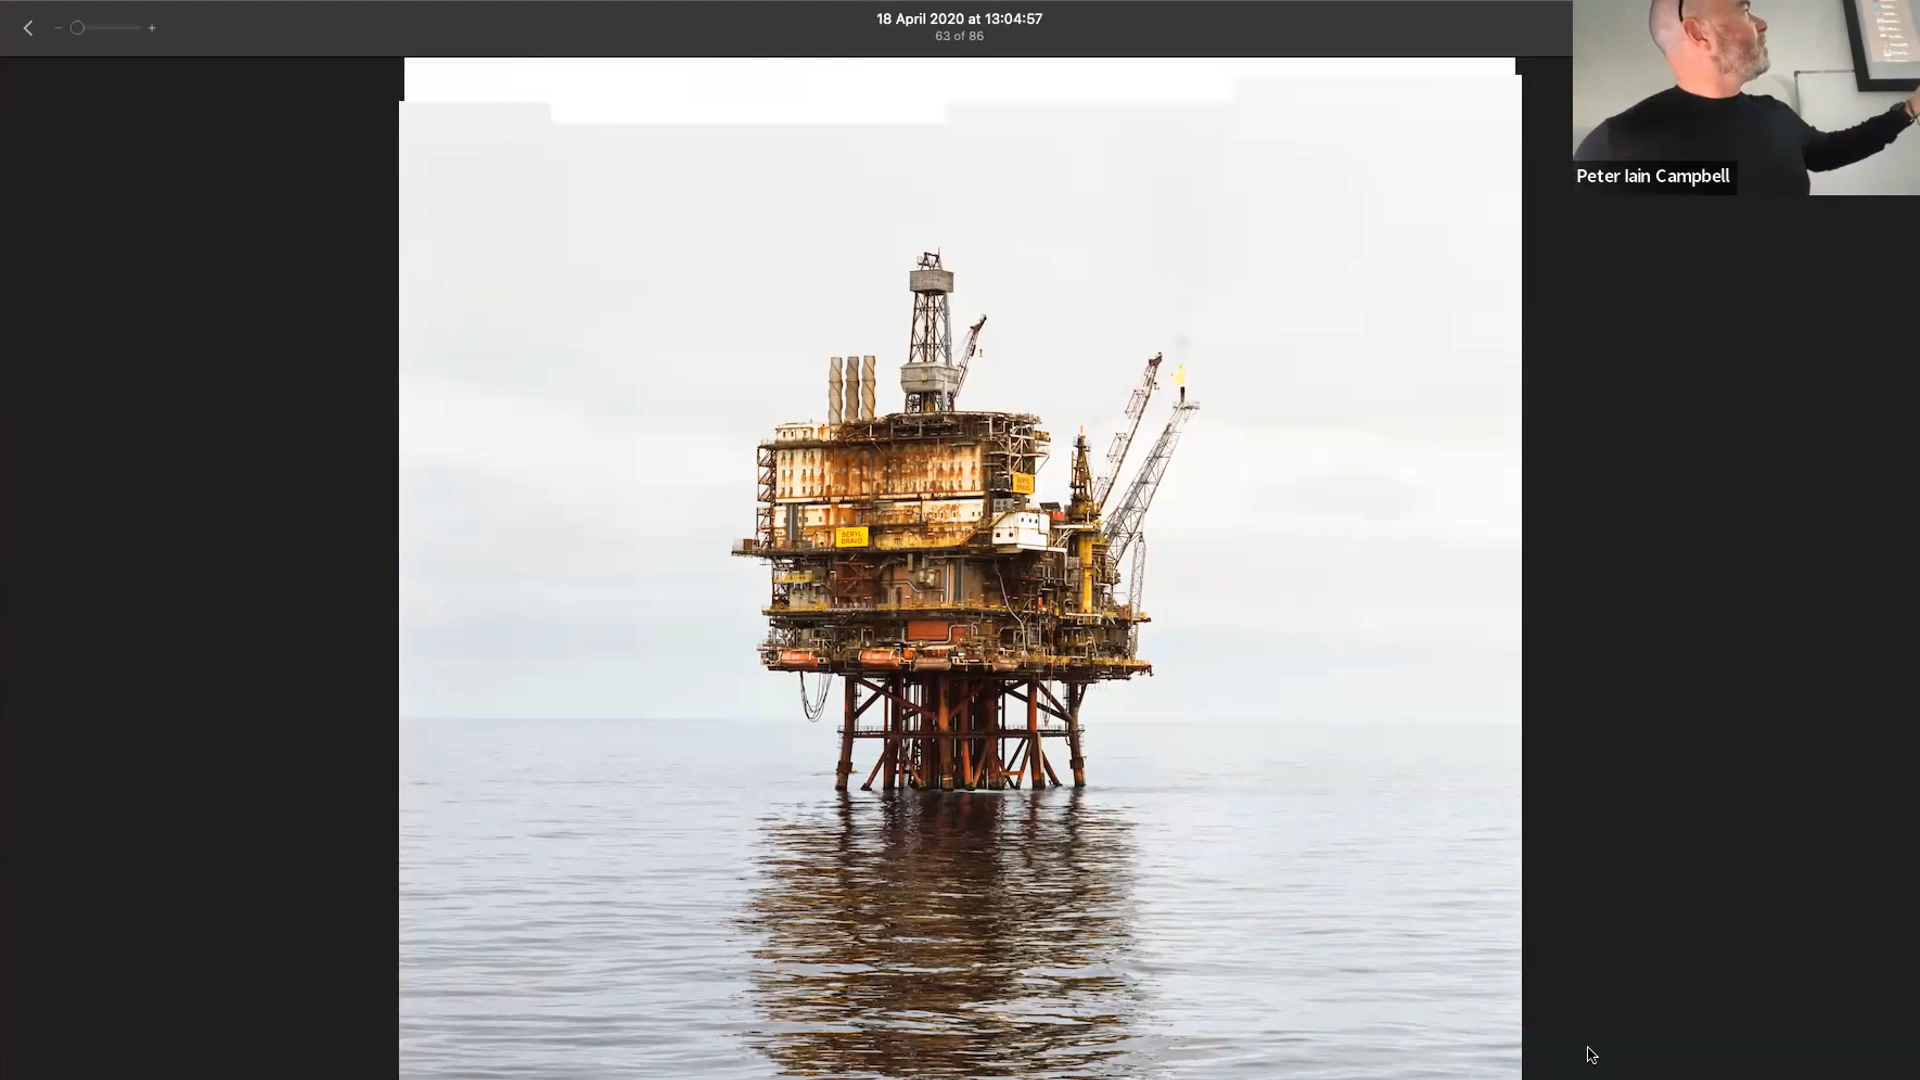 18 April 2020 at 13:04:57
63 of 86
Peter Iain Campbell
BERYL
BRAVO